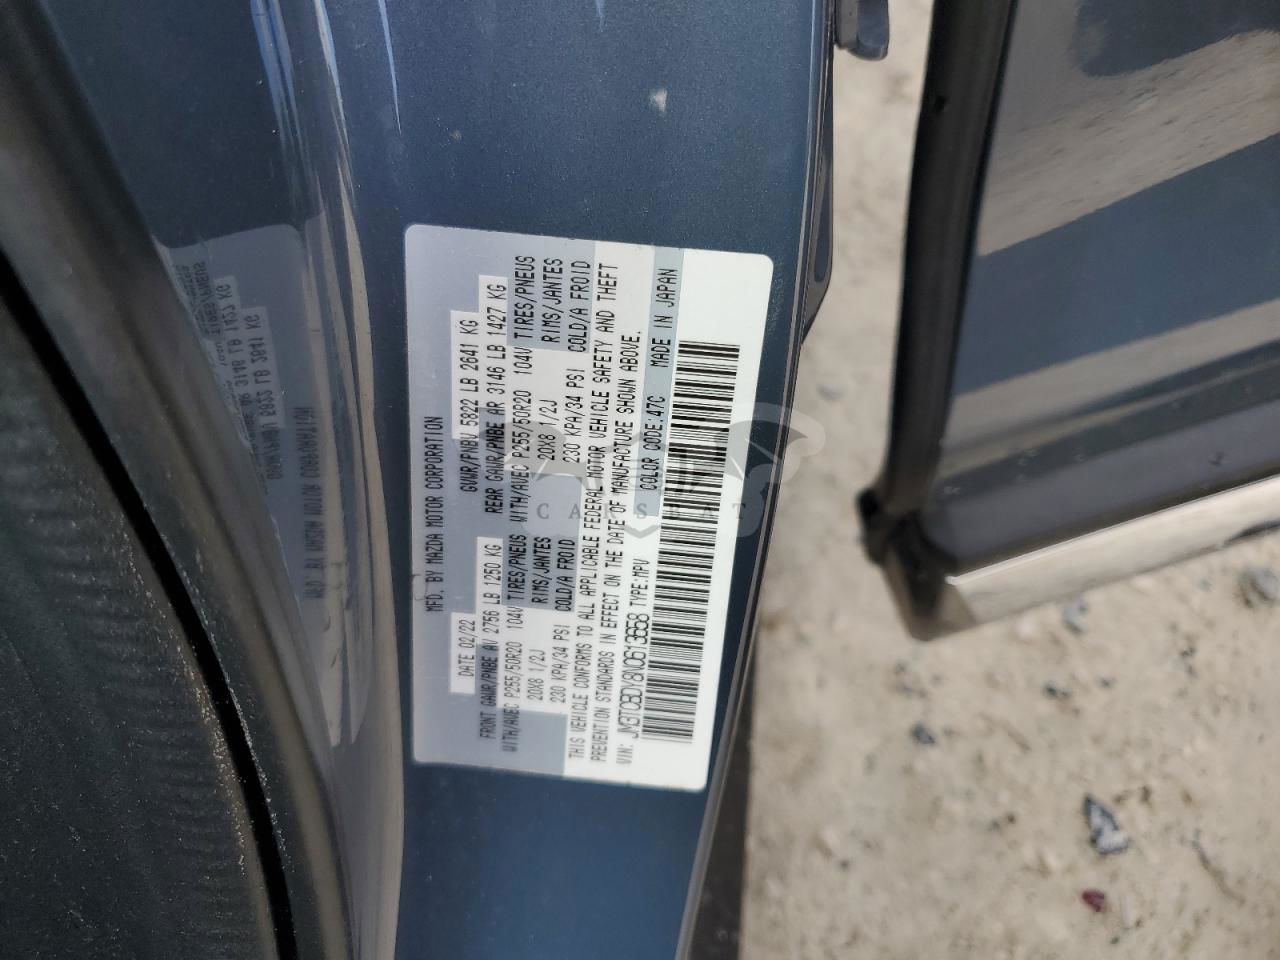 MFD. BY MAZDA MOTOR CORPORATION
DATE 02/22 GVWR/PNBV 5822 LB 2641 KG
FRONT GAWR/PNBE AV 2756 LB 1250 KG REAR GAWR/PNBE AR 3146 LB 1427 KG
WITH/AVEC P255/50R20 104V TIRES/PNEUS WITH/AVEC P255/50R20 104V TIRES/PNEUS
20X8 1/2J RIMS/JANTES 20X8 1/2J RIMS/JANTES
230 KPA/34 PSI COLD/A FROID 230 KPA/34 PSI COLD/A FROID
THIS VEHICLE CONFORMS TO ALL APPLICABLE FEDERAL MOTOR VEHICLE SAFETY AND THEFT
PREVENTION STANDARDS IN EFFECT ON THE DATE OF MANUFACTURE SHOWN ABOVE.
VIN: JM3TCBDY8N0613658 TYPE:MPV COLOR CODE:47C MADE IN JAPAN
CARSBAT